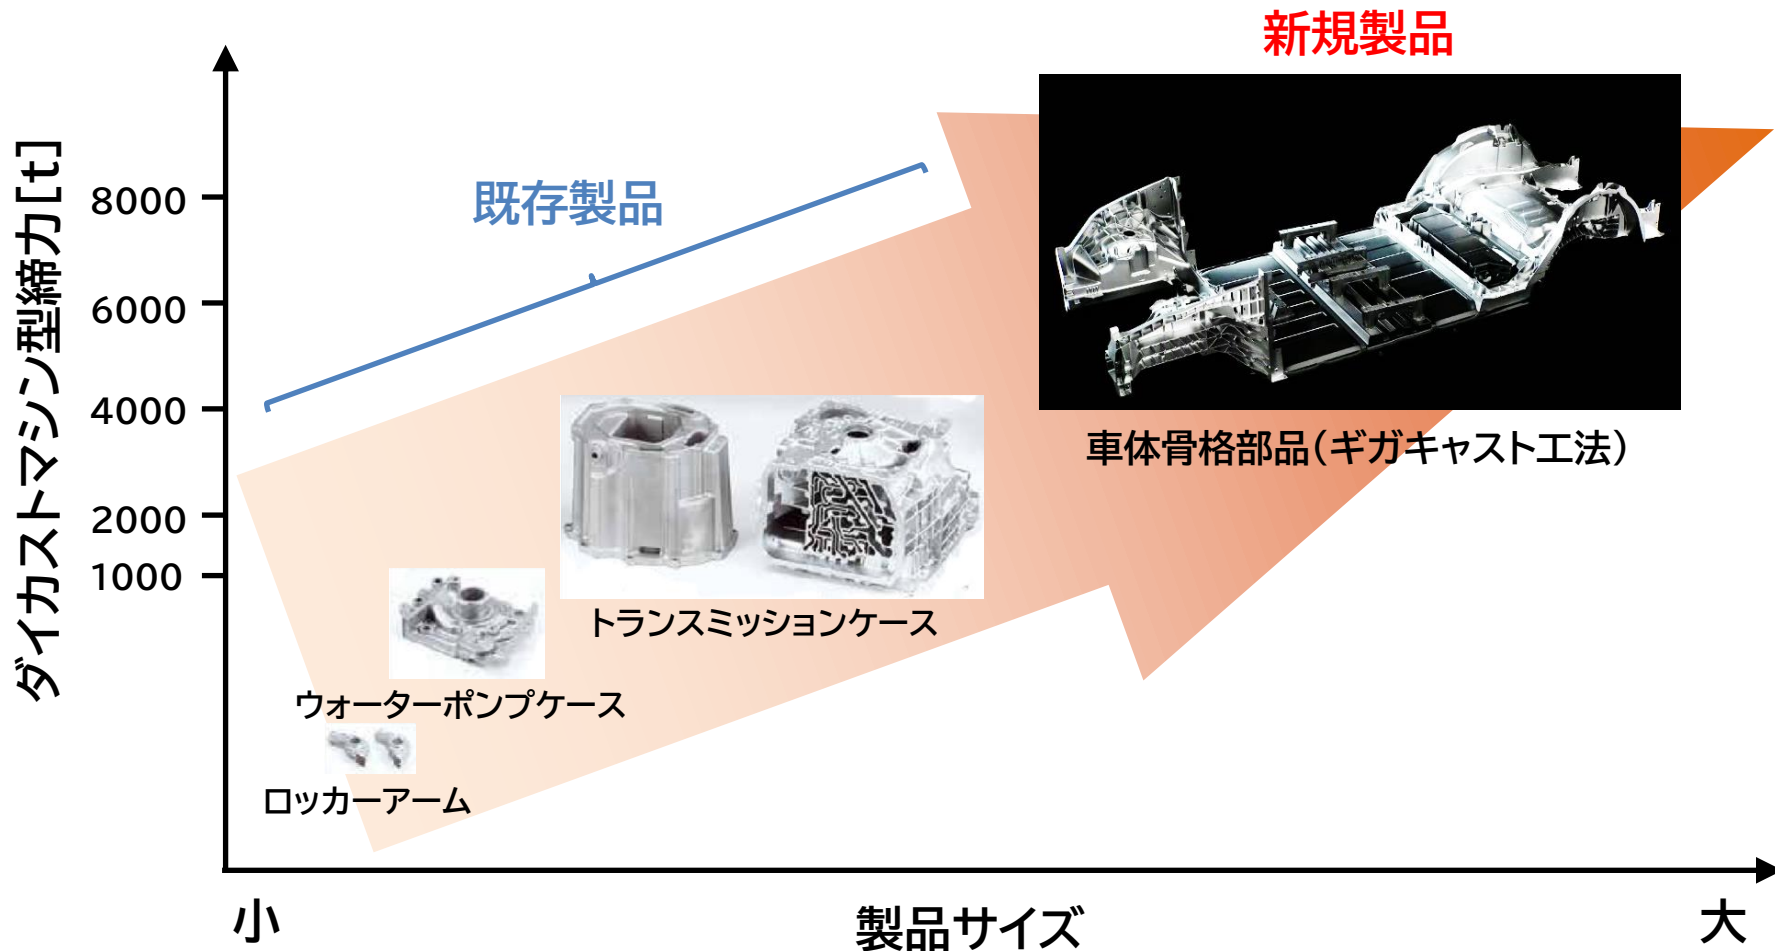 新規製品
既存製品
ダイカストマシン型締力[t]
8000
6000
4000
2000
1000
車体骨格部品(ギガキャスト工法)
トランスミッションケース
ウォーターポンプケース
ロッカーアーム
小
製品サイズ
大